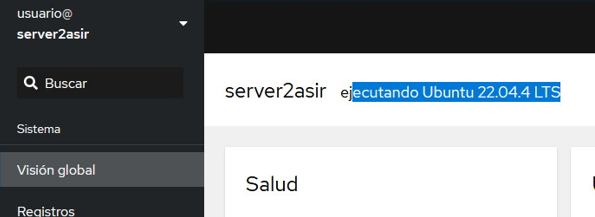 usuario@
server2asir
Buscar
Sistema
Visión global
Registros
server2asir ejecutando Ubuntu 22.04.4 LTS
Salud